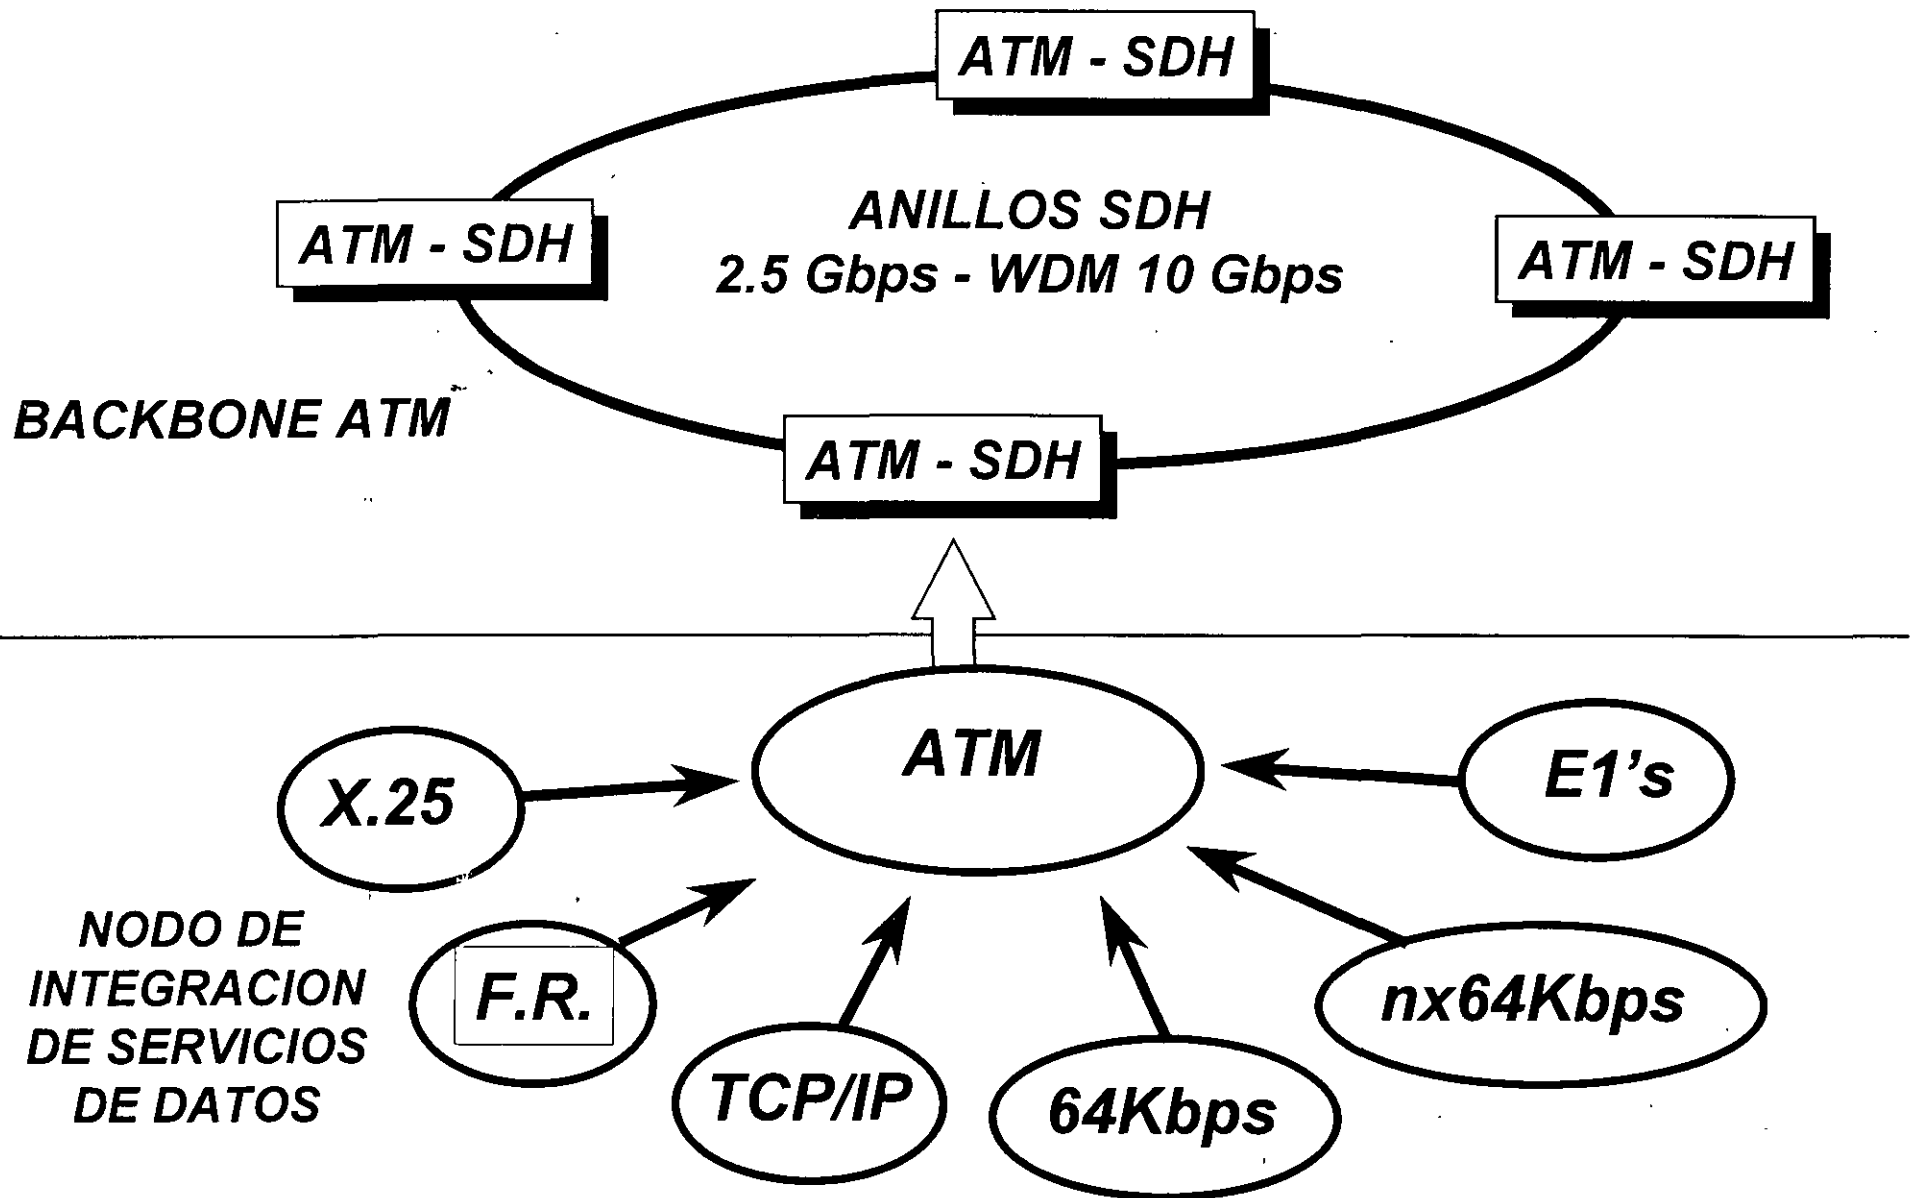 ATM - SDH
ANILLOS SDH
2.5 Gbps - WDM 10 Gbps
ATM - SDH
ATM - SDH
BACKBONE ATM
ATM - SDH
ATM
X.25
E1's
NODO DE
INTEGRACION
DE SERVICIOS
DE DATOS
F.R.
nx64Kbps
TCP/IP
64Kbps